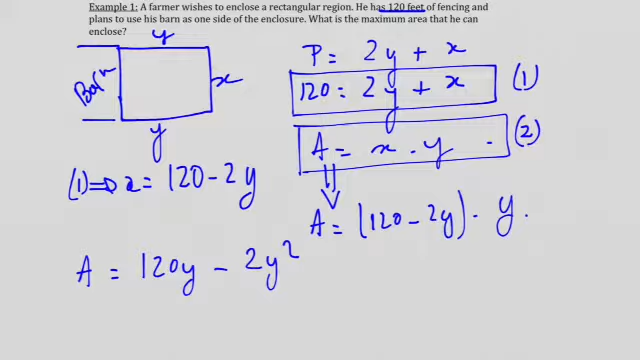 Example 1: A farmer wishes to enclose a rectangular region. He has 120 feet of fencing and
plans to use his barn as one side of the enclosure. What is the maximum area that he can
enclose?
y
Barn
x
y
P = 2y + x
120 = 2y + x (1)
A = x · y · (2)
(1) => x = 120 - 2y
A = (120 - 2y) · y ·
A = 120y - 2y²